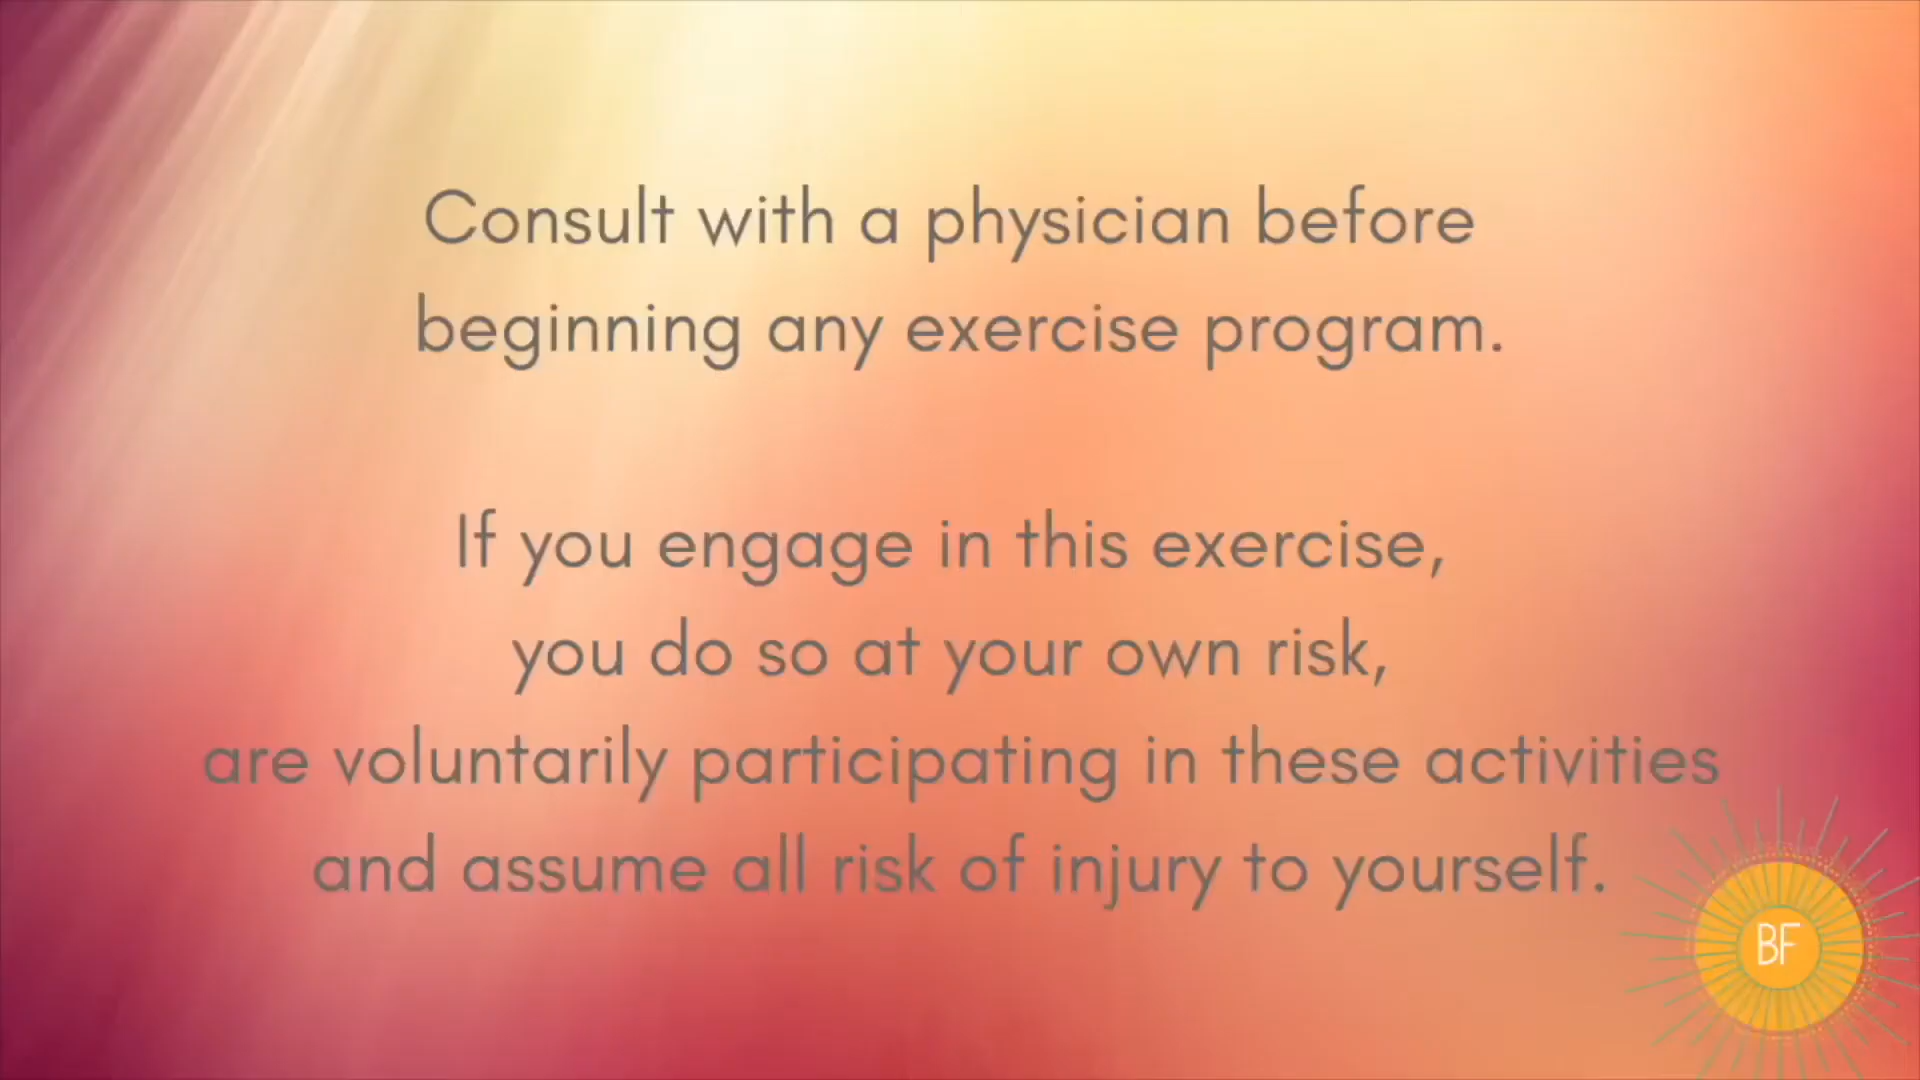 Consult with a physician before
beginning any exercise program.
If you engage in this exercise,
you do so at your own risk,
are voluntarily participating in these activities
and assume all risk of injury to yourself.
BF